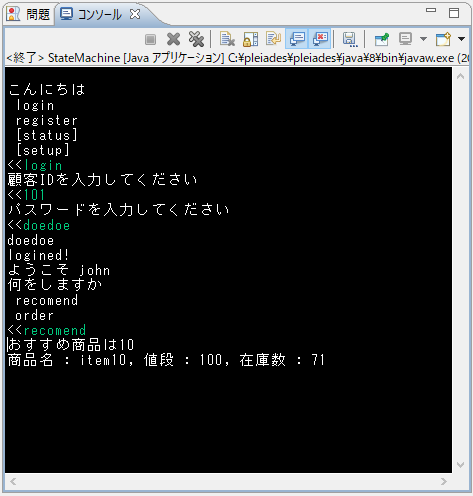 問題 コンソール
<終了> StateMachine [Java アプリケーション] C:¥pleiades¥pleiades¥java¥8¥bin¥javaw.exe (20
こんにちは
login
register
[status]
[setup]
<<login
顧客IDを入力してください
<<101
パスワードを入力してください
<<doedoe
doedoe
logined!
ようこそ john
何をしますか
recomend
order
<<recomend
おすすめ商品は10
商品名 : item10, 値段 : 100, 在庫数 : 71